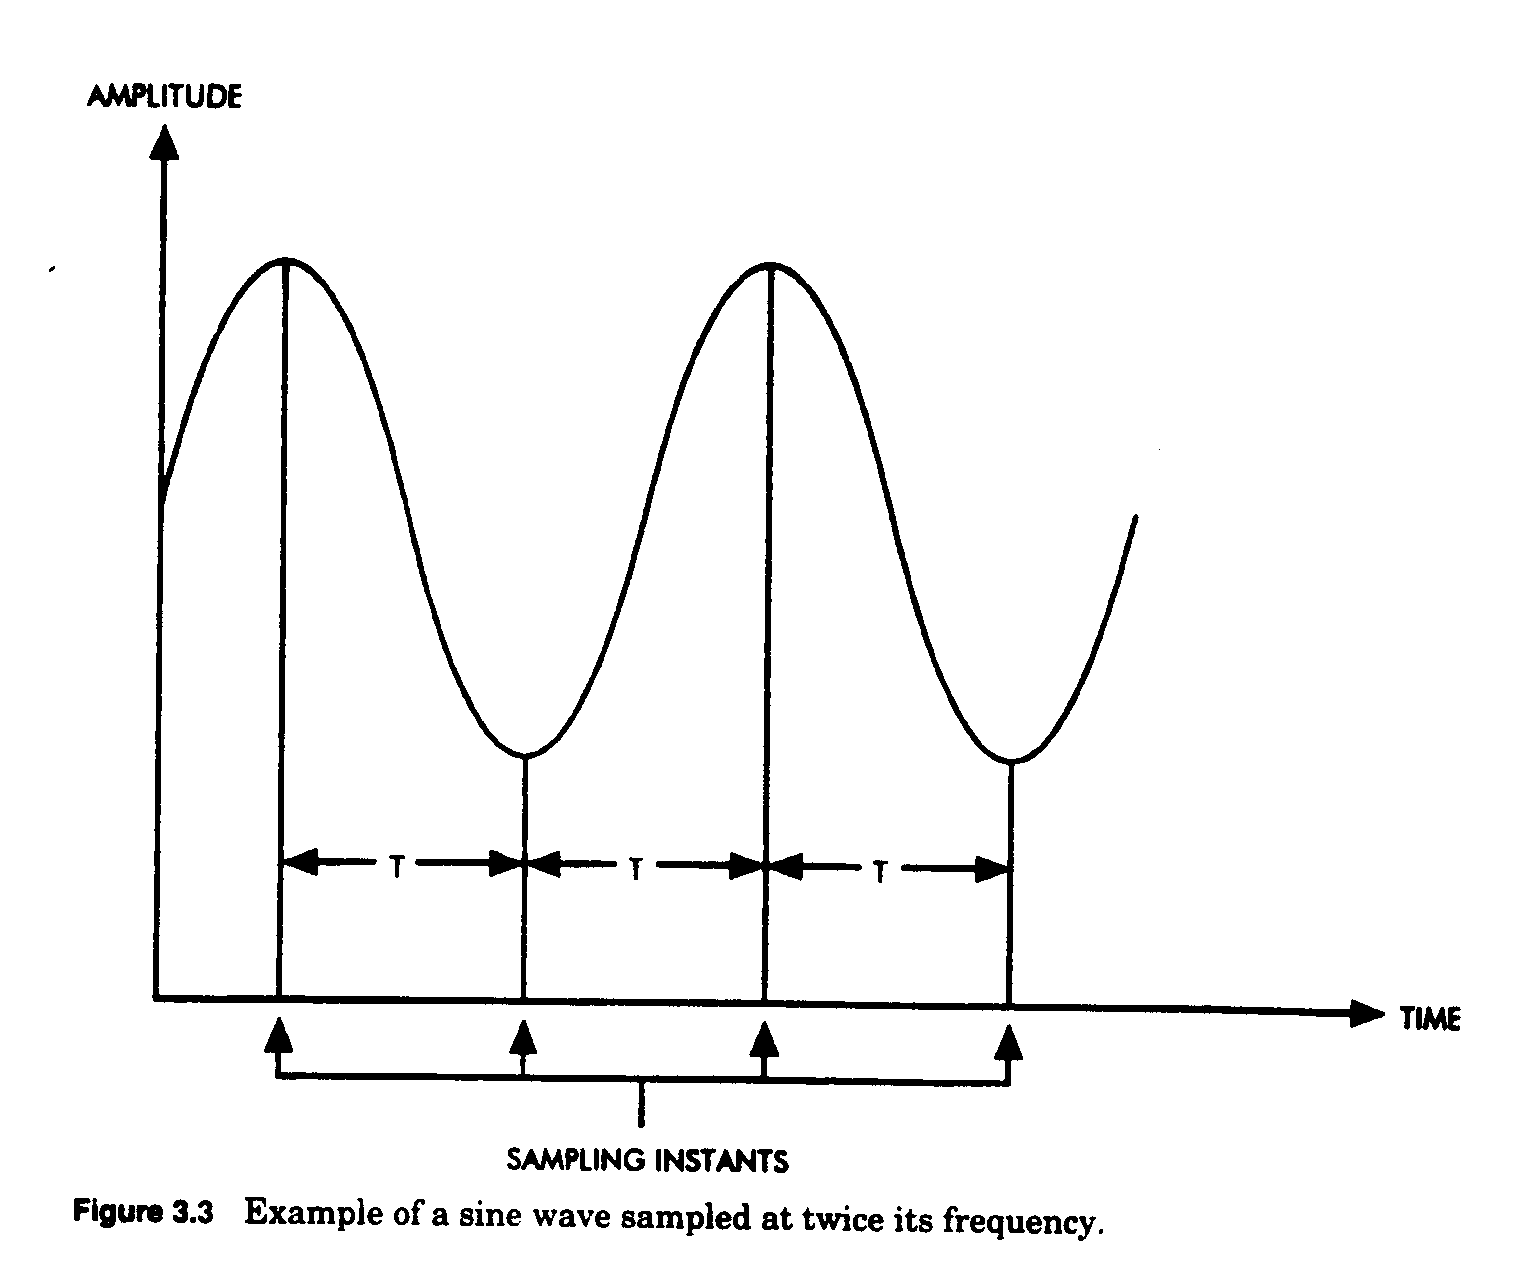 AMPLITUDE
T T T
TIME
SAMPLING INSTANTS
Figure 3.3 Example of a sine wave sampled at twice its frequency.